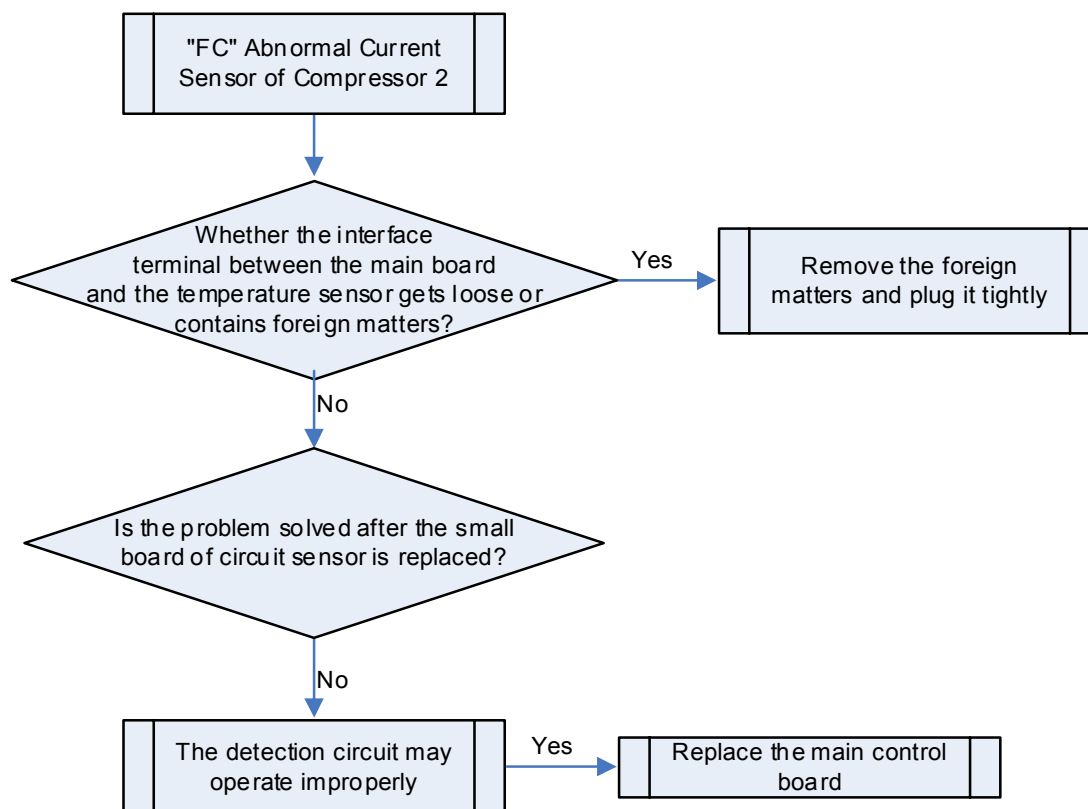 "FC" Abnormal Current
Sensor of Compressor 2
Whether the interface
terminal between the main board
and the temperature sensor gets loose or
contains foreign matters?
Yes
Remove the foreign
matters and plug it tightly
No
Is the problem solved after the small
board of circuit sensor is replaced?
No
The detection circuit may
operate improperly
Yes
Replace the main control
board